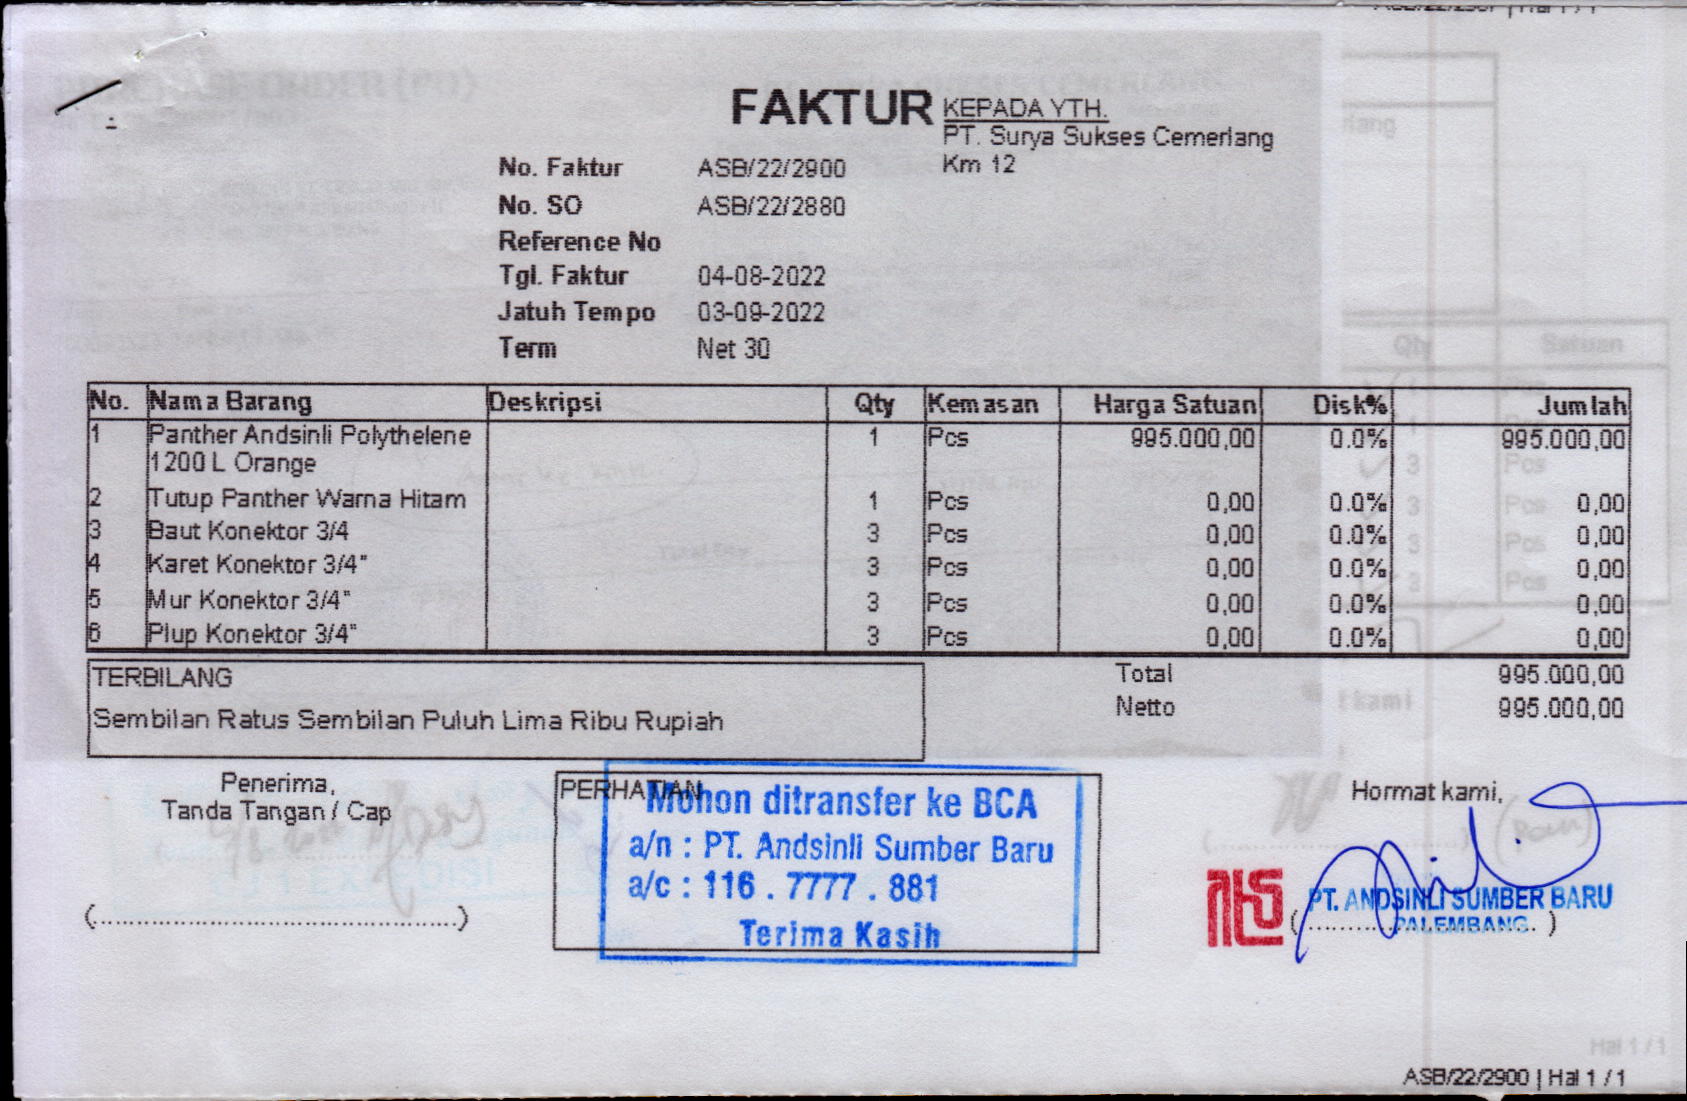 FAKTUR
KEPADA YTH.
PT. Surya Sukses Cemerlang
Km 12
No. Faktur ASB/22/2900
No. SO ASB/22/2880
Reference No
Tgl. Faktur 04-08-2022
Jatuh Tempo 03-09-2022
Term Net 30
No. Nama Barang Deskripsi Qty Kemasan Harga Satuan Disk% Jumlah
1 Panther Andsinli Polythelene 1 Pcs 995.000,00 0.0% 995.000,00
1200 L Orange
2 Tutup Panther Warna Hitam 1 Pcs 0,00 0.0% 0,00
3 Baut Konektor 3/4 3 Pcs 0,00 0.0% 0,00
4 Karet Konektor 3/4" 3 Pcs 0,00 0.0% 0,00
5 Mur Konektor 3/4" 3 Pcs 0,00 0.0% 0,00
6 Plup Konektor 3/4" 3 Pcs 0,00 0.0% 0,00
TERBILANG
Sembilan Ratus Sembilan Puluh Lima Ribu Rupiah
Total 995.000,00
Netto 995.000,00
Penerima,
Tanda Tangan / Cap
(........................................)
PERHATIAN
Mohon ditransfer ke BCA
a/n : PT. Andsinli Sumber Baru
a/c : 116 . 7777 . 881
Terima Kasih
Hormat kami,
PT. ANDSINLI SUMBER BARU
PALEMBANG
Qty Satuan
Hal 1 / 1
ASB/22/2900 | Hal 1 / 1